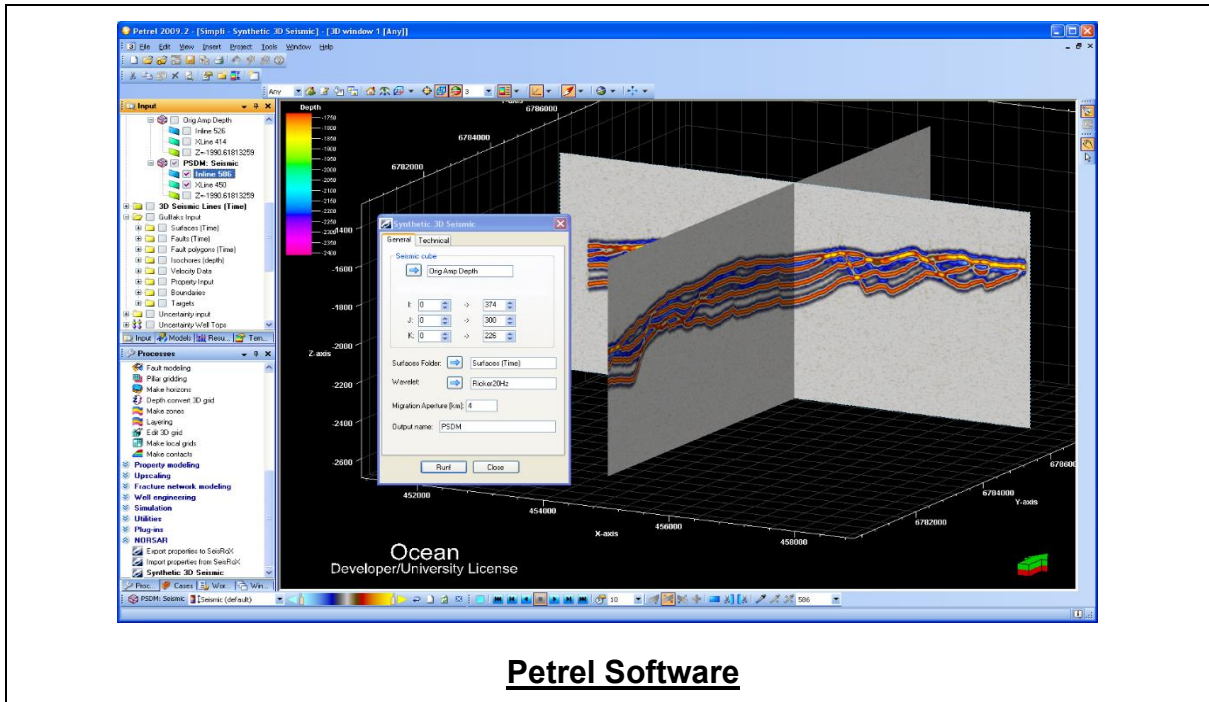 Petrel 2009.2 - [Simpli - Synthetic 3D Seismic] - [3D window 1 [Any]]
File Edit View Insert Project Tools Window Help
Any
3
Input
Orig Amp Depth
Inline 526
XLine 414
Z=-1990.61813259
PSDM: Seismic
Inline 586
XLine 450
Z=-1990.61813259
3D Seismic Lines (Time)
Gullfaks Input
Surfaces (Time)
Faults (Time)
Fault polygons (Time)
Isochores (depth)
Velocity Data
Property Input
Boundaries
Targets
Uncertainty input
Uncertainty Well Tops
Input Models Resu... Tem...
Processes
Fault modeling
Pillar gridding
Make horizons
Depth convert 3D grid
Make zones
Layering
Edit 3D grid
Make local grids
Make contacts
Property modeling
Upscaling
Fracture network modeling
Well engineering
Simulation
Utilities
Plug-ins
NORSAR
Export properties to SeisRoX
Import properties from SeisRoX
Synthetic 3D Seismic
Proc... Cases Wor... Win...
Depth
-1750
-1800
-1850
-1900
-1950
-2000
-2050
-2100
-2150
-2200
-2250
-2300
-2350
-2400
6786000
6784000
6782000
-1400
-1600
-1800
-2000
-2200
-2400
-2600
Z-axis
Synthetic 3D Seismic
General Technical
Seismic cube
Orig Amp Depth
I: 0 -> 374
J: 0 -> 300
K: 0 -> 226
Surfaces Folder: Surfaces (Time)
Wavelet: Ricker20Hz
Migration Aperture (km): 4
Output name: PSDM
Run! Close
452000
454000
456000
458000
X-axis
6782000
6784000
Y-axis
678600
Ocean
Developer/University License
PSDM: Seismic Seismic (default) 10 586
Petrel Software